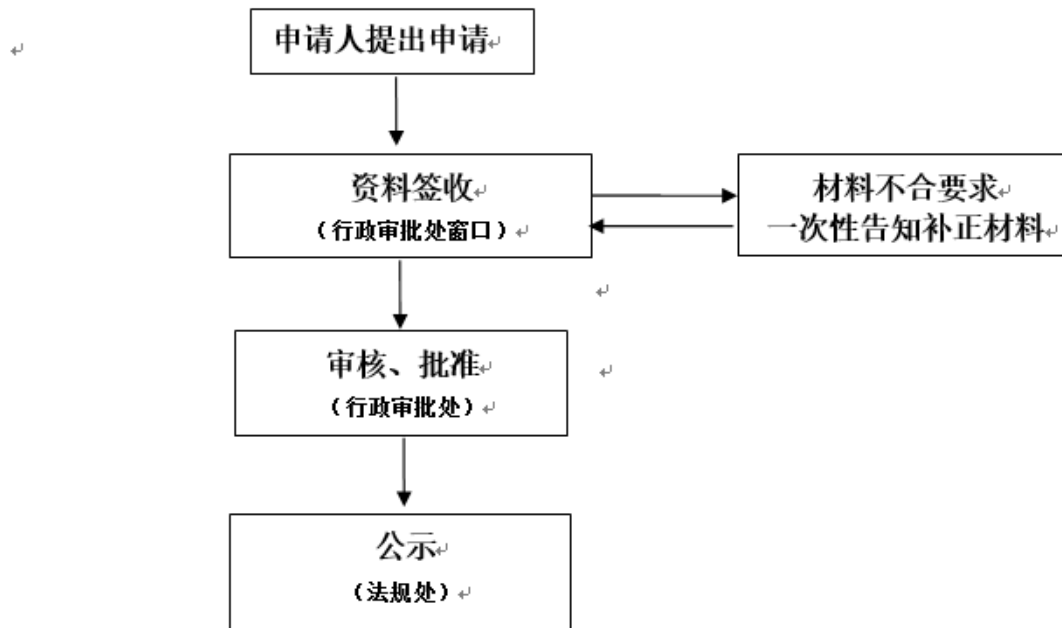 申请人提出申请
资料签收
（行政审批处窗口）
材料不合要求
一次性告知补正材料
审核、批准
（行政审批处）
公示
（法规处）